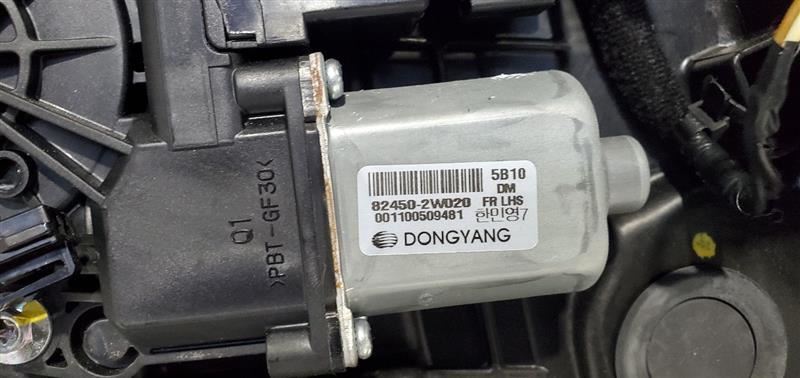 5B10
DM
82450-2W020 FR LHS
001100509481 한민영7
DONGYANG
Q1
>PBT-GF30<